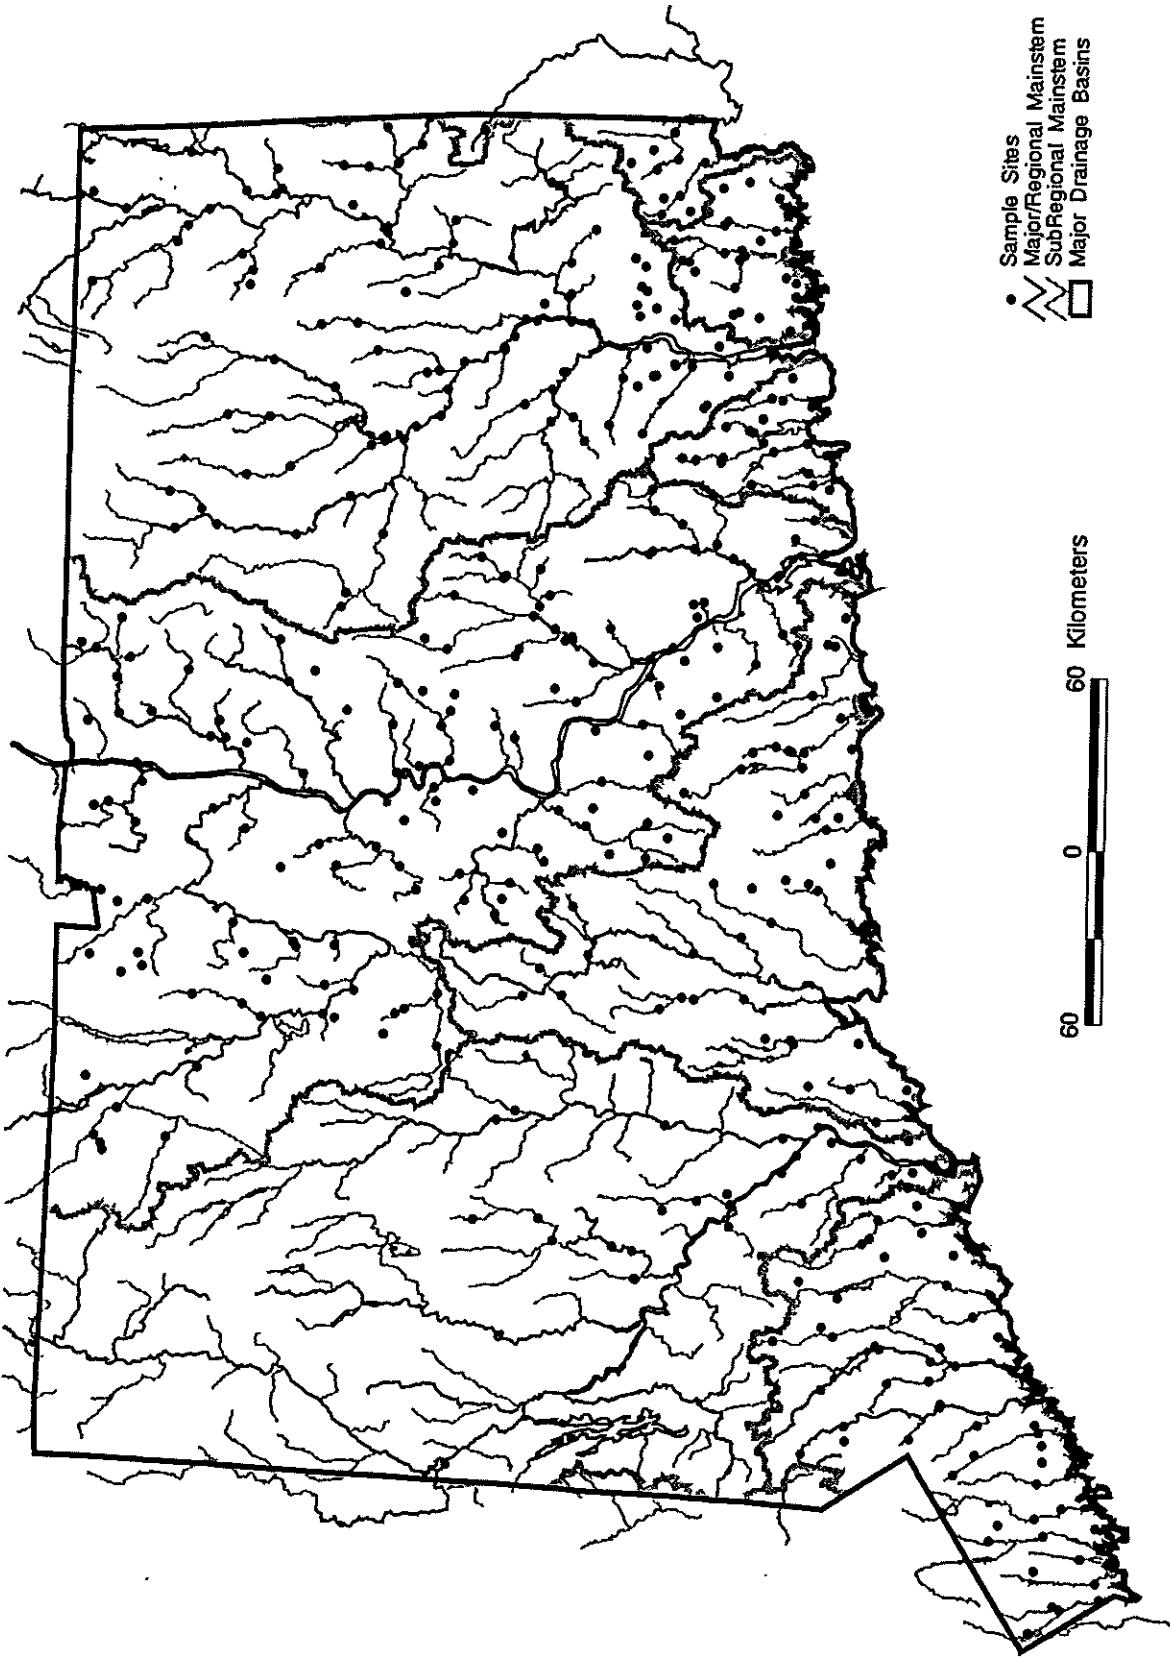 Sample Sites
Major/Regional Mainstem
SubRegional Mainstem
Major Drainage Basins
60 0 60 Kilometers